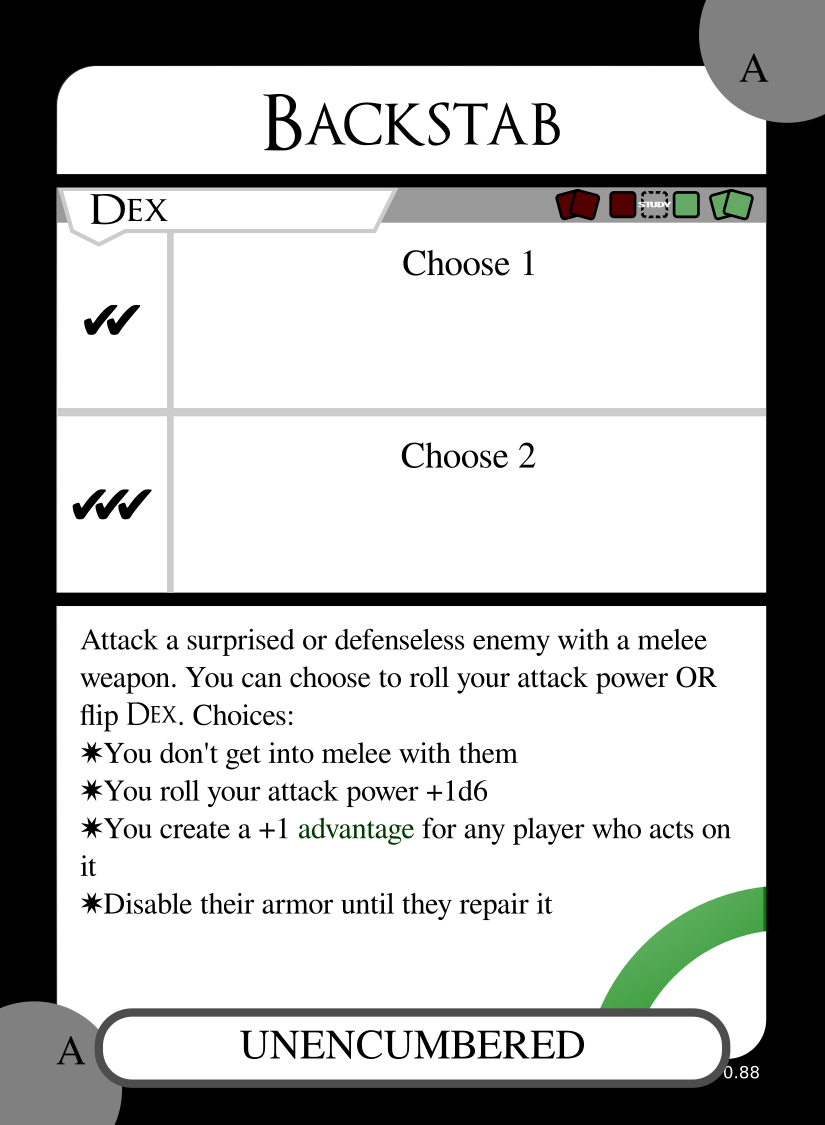 A
BACKSTAB
DEX
STUDY
Choose 1
✔✔
Choose 2
✔✔✔
Attack a surprised or defenseless enemy with a melee
weapon. You can choose to roll your attack power OR
flip DEX. Choices:
✷You don't get into melee with them
✷You roll your attack power +1d6
✷You create a +1 advantage for any player who acts on
it
✷Disable their armor until they repair it
A
UNENCUMBERED
0.88